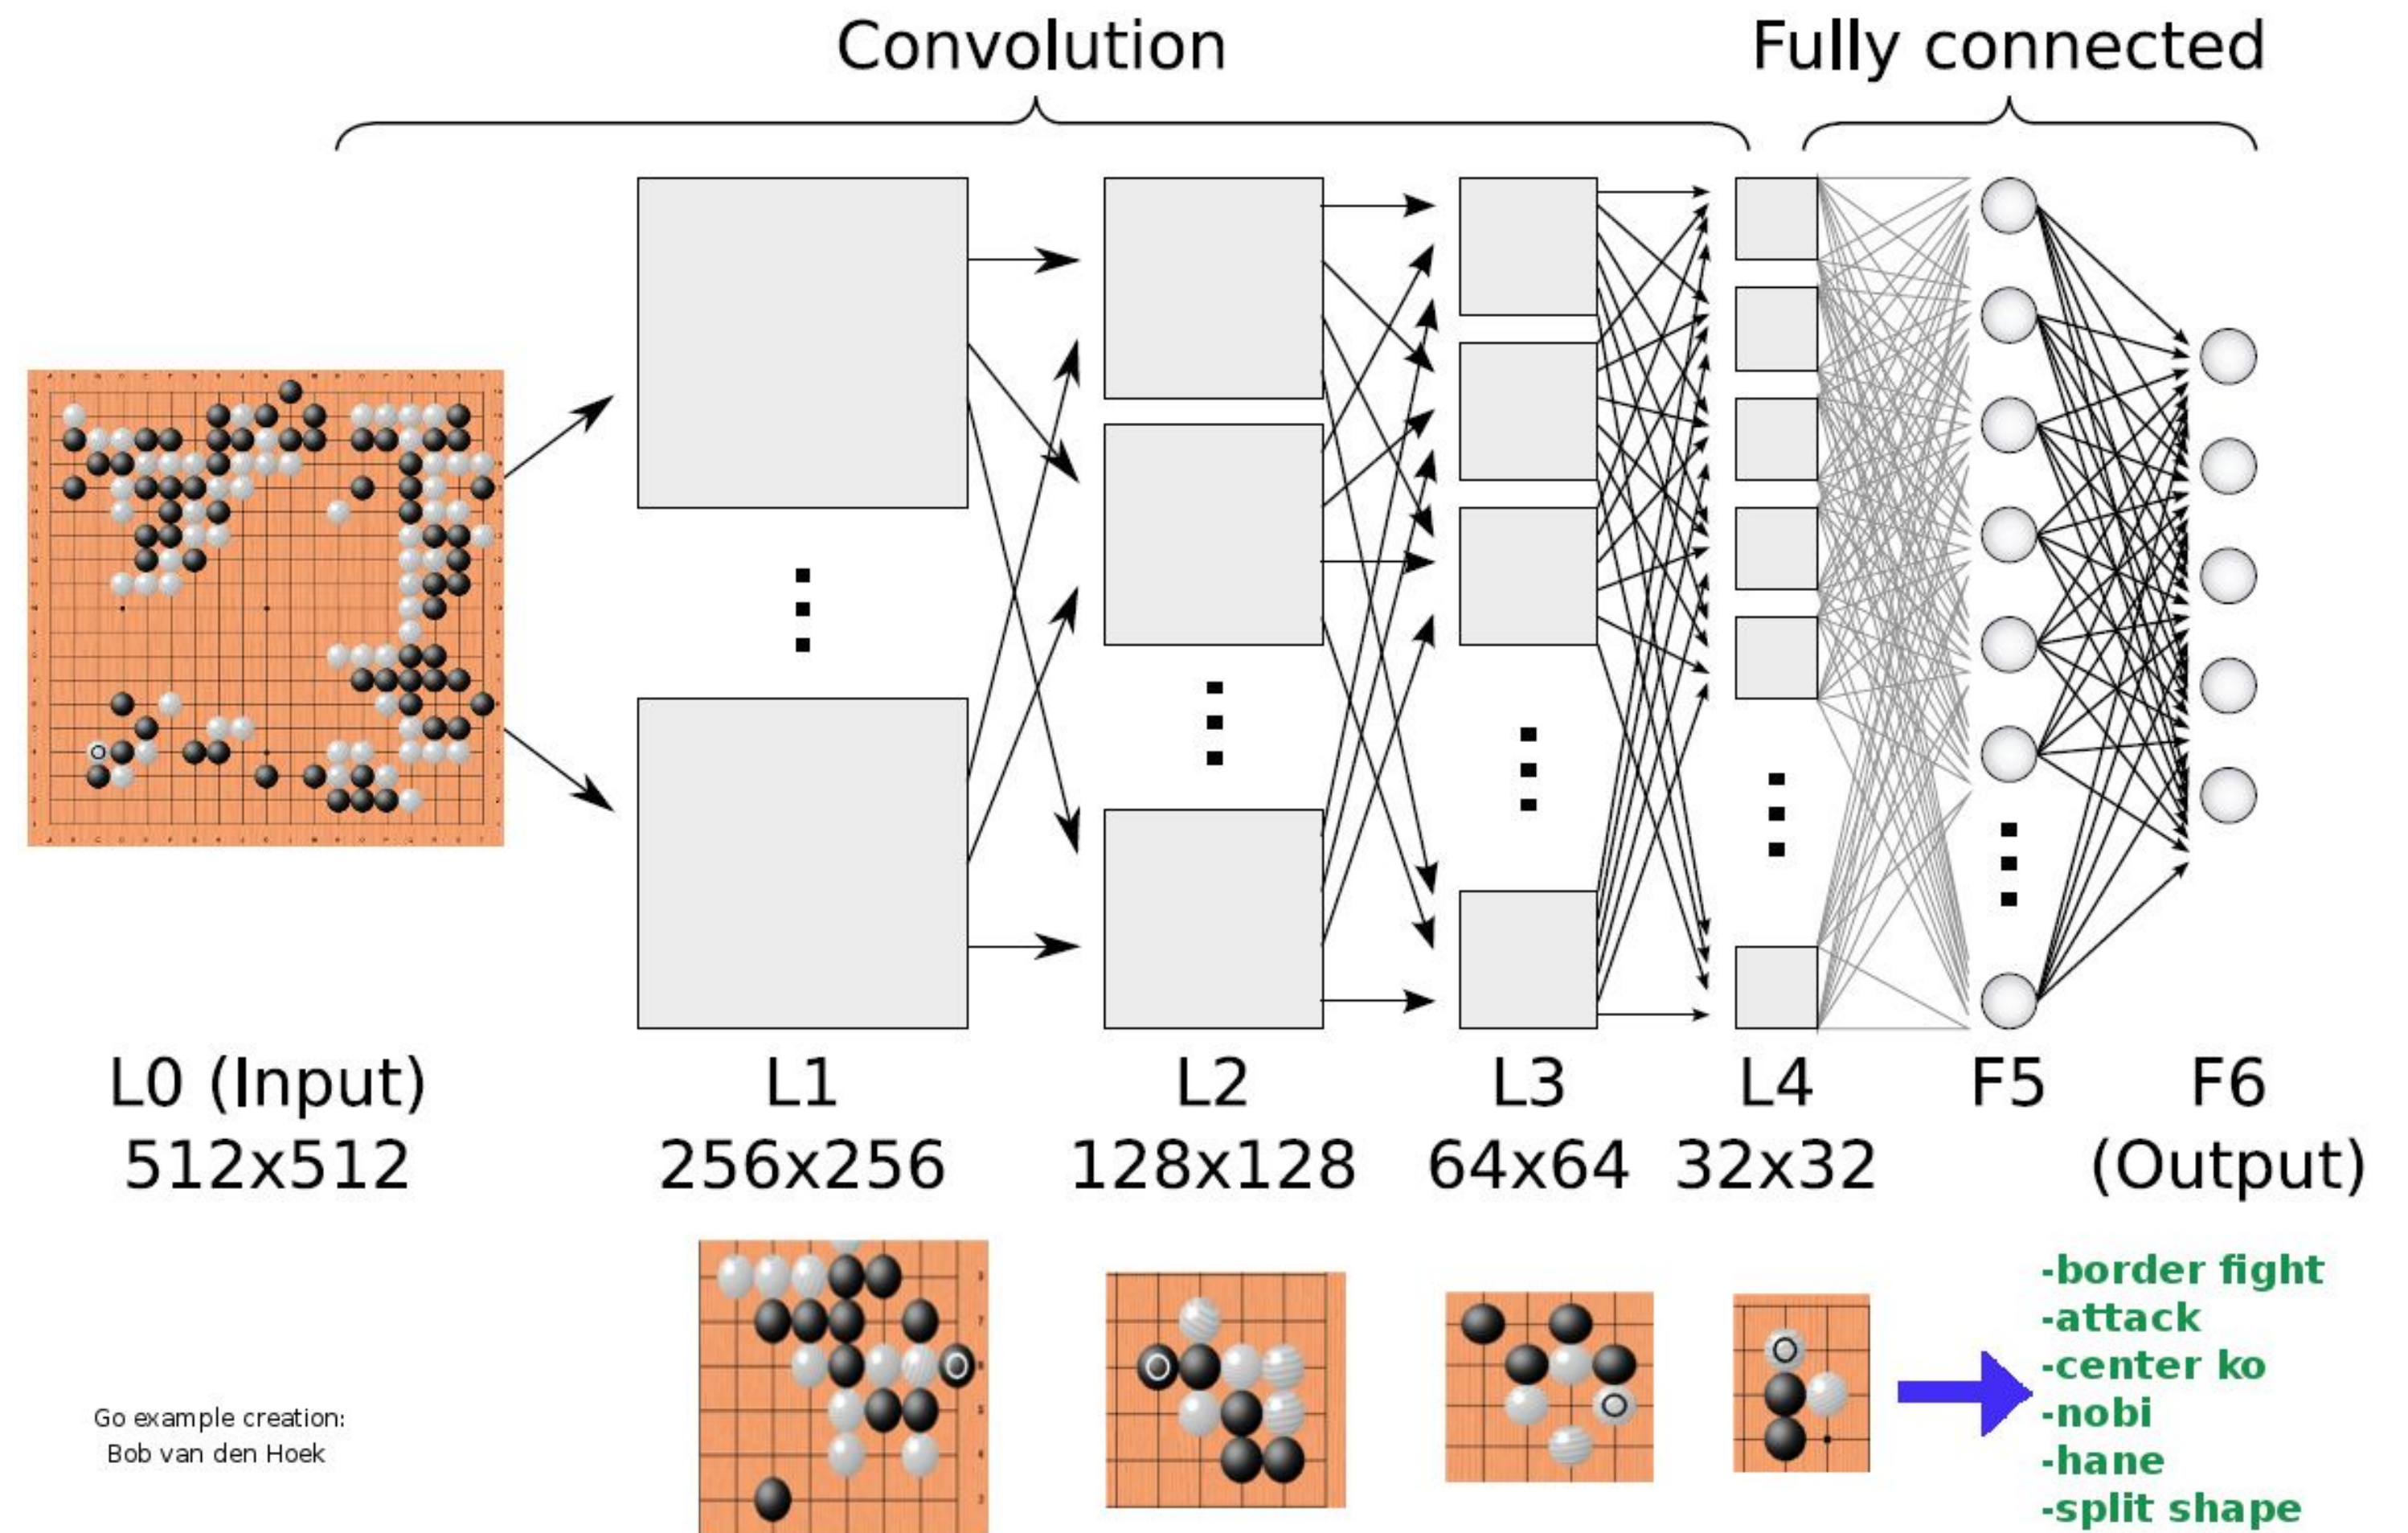 Convolution
Fully connected
L0 (Input)
512x512
L1
256x256
L2
128x128
L3
64x64
L4
32x32
F5
F6
(Output)
Go example creation:
Bob van den Hoek
-border fight
-attack
-center ko
-nobi
-hane
-split shape